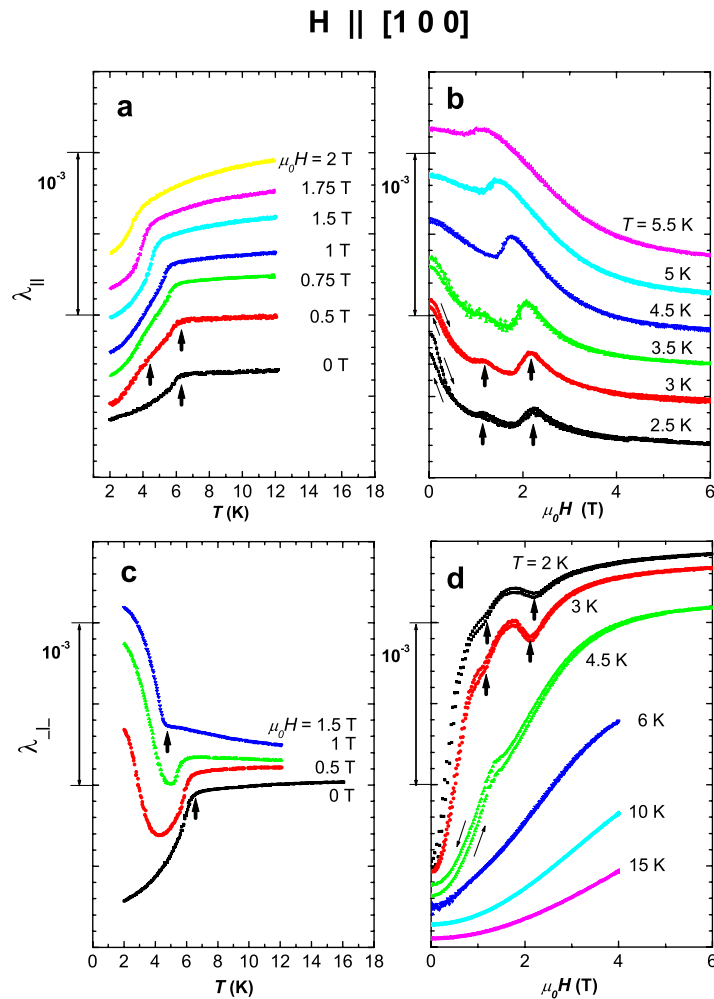 H || [1 0 0]
a
μ₀H = 2 T
1.75 T
1.5 T
1 T
0.75 T
0.5 T
0 T
10⁻³
λ||
2 4 6 8 10 12 14 16 18
T (K)
b
10⁻³
T = 5.5 K
5 K
4.5 K
3.5 K
3 K
2.5 K
0 2 4 6
μ₀H (T)
c
10⁻³
λ⊥
μ₀H = 1.5 T
1 T
0.5 T
0 T
0 2 4 6 8 10 12 14 16 18
T (K)
d
10⁻³
T = 2 K
3 K
4.5 K
6 K
10 K
15 K
0 2 4 6
μ₀H (T)